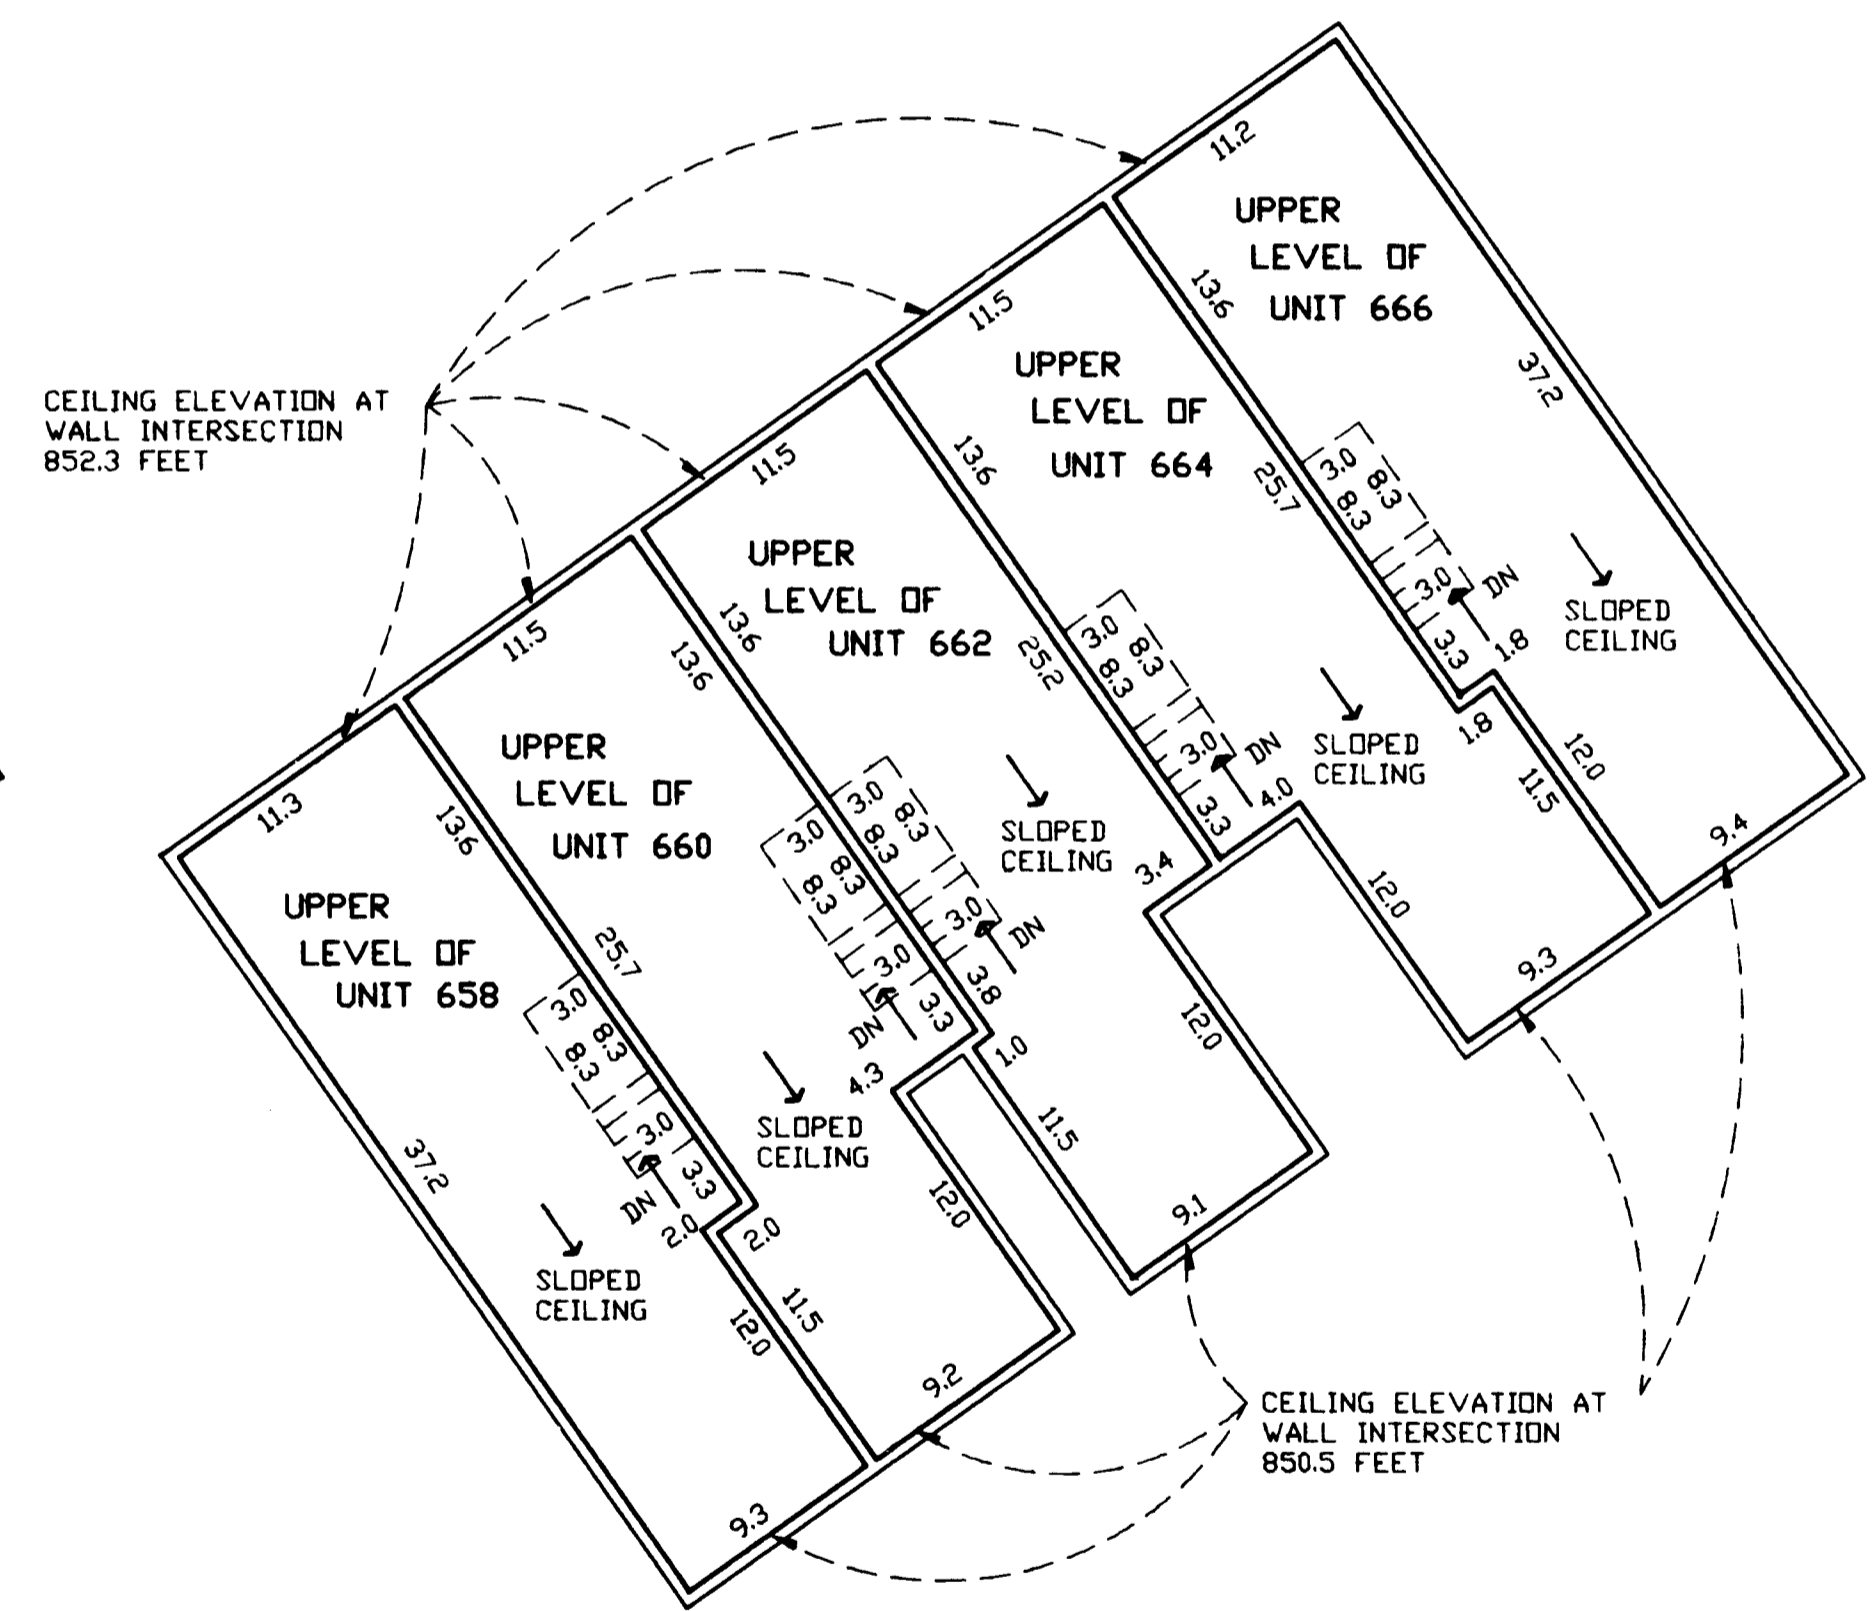 11.2
UPPER
LEVEL OF
UNIT 666
13.6
37.2
25.7
3.0
8.3
8.3
3.0
DN
3.3
1.8
SLOPED
CEILING
12.0
9.4
11.5
UPPER
LEVEL OF
UNIT 664
13.6
25.2
3.0
8.3
8.3
3.0
DN
3.3
4.0
SLOPED
CEILING
1.8
11.5
12.0
9.3
CEILING ELEVATION AT
WALL INTERSECTION
852.3 FEET
11.5
UPPER
LEVEL OF
UNIT 662
13.6
3.0
8.3
8.3
3.0
DN
3.8
1.0
SLOPED
CEILING
3.4
12.0
11.5
9.1
11.5
UPPER
LEVEL OF
UNIT 660
13.6
13.6
25.7
3.0
8.3
8.3
3.0
DN
3.3
4.3
SLOPED
CEILING
2.0
12.0
11.5
9.2
11.3
UPPER
LEVEL OF
UNIT 658
37.2
3.0
8.3
8.3
3.0
DN
3.3
2.0
SLOPED
CEILING
12.0
9.3
CEILING ELEVATION AT
WALL INTERSECTION
850.5 FEET